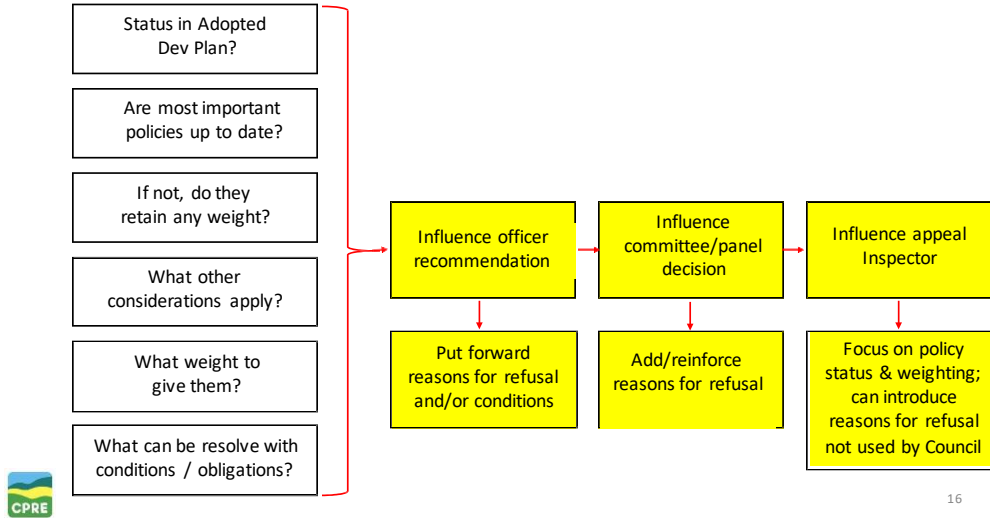 Status in Adopted
Dev Plan?
Are most important
policies up to date?
If not, do they
retain any weight?
What other
considerations apply?
What weight to
give them?
What can be resolve with
conditions / obligations?
Influence officer
recommendation
Influence
committee/panel
decision
Influence appeal
Inspector
Put forward
reasons for refusal
and/or conditions
Add/reinforce
reasons for refusal
Focus on policy
status & weighting;
can introduce
reasons for refusal
not used by Council
CPRE
16